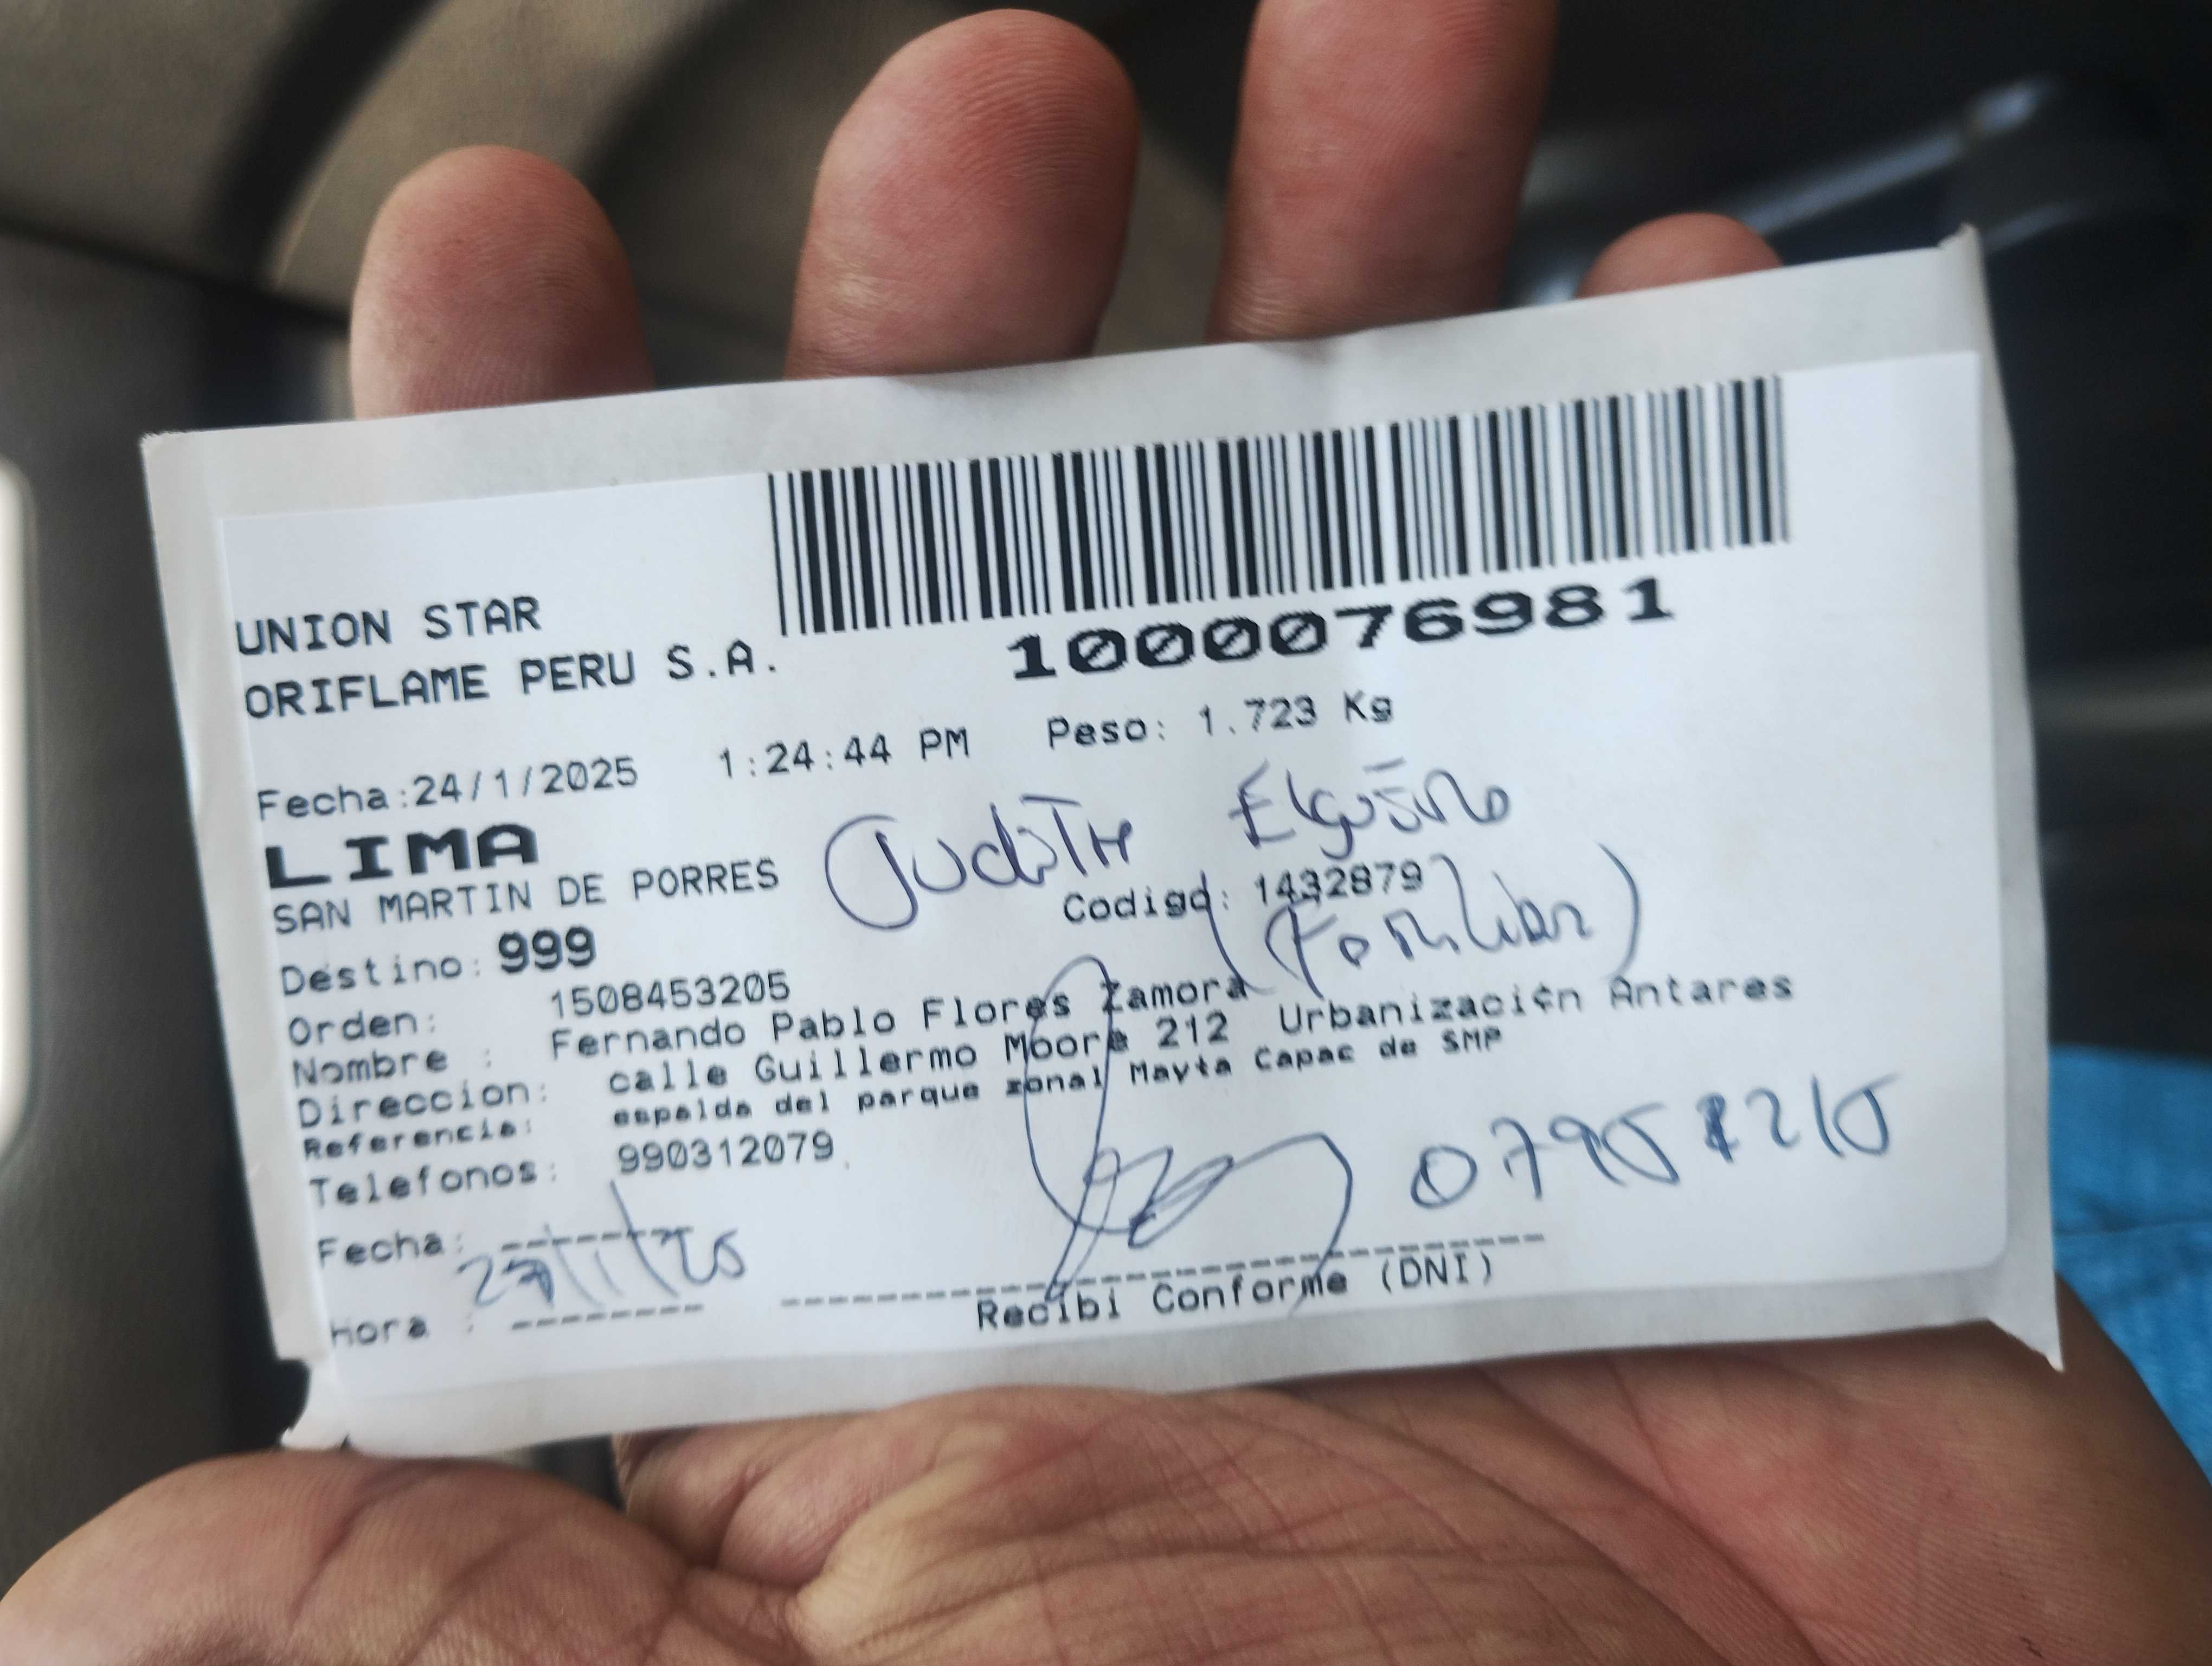 UNION STAR
ORIFLAME PERU S.A.
1000076981
Fecha:24/1/2025 1:24:44 PM Peso: 1.723 Kg
LIMA
Judith
SAN MARTIN DE PORRES
Codigo: 1432879
(Familiar)
Destino: 999
Orden: 1508453205
Nombre : Fernando Pablo Flores Zamora
Direccion: calle Guillermo Moore 212 Urbanizaci¢n Antares
Referencia: espalda del parque zonal Mayta Capac de SMP
Telefonos: 990312079
Fecha:
Hora :
Recibi Conforme (DNI)